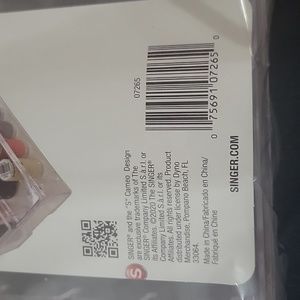 07265
0 75691 07265 0
SINGER.COM
SINGER® and the "S" Cameo Design
are exclusive trademarks of The
SINGER® Company Limited S.à.r.l. or
its Affiliates. ©2020 The SINGER®
Company Limited S.à.r.l. or its
Affiliates. All rights reserved. Product
distributed under license by Dyno
Merchandise, Pompano Beach, FL
33064.
Made in China/Fabricado en China/
Fabriqué en Chine
S